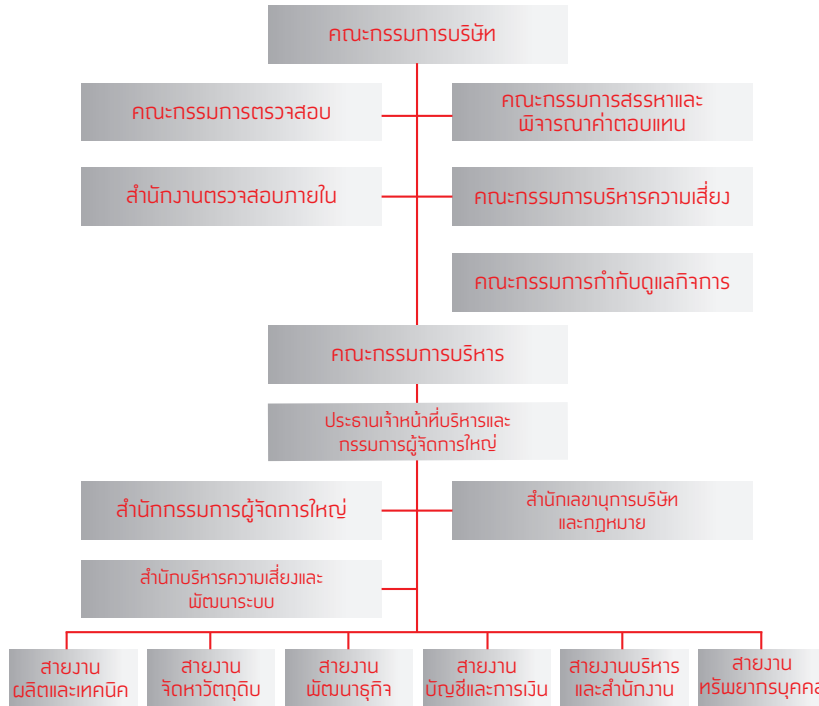 คณะกรรมการบริษัท
คณะกรรมการตรวจสอบ
คณะกรรมการสรรหาและ
พิจารณาค่าตอบแทน
สำนักงานตรวจสอบภายใน
คณะกรรมการบริหารความเสี่ยง
คณะกรรมการกำกับดูแลกิจการ
คณะกรรมการบริหาร
ประธานเจ้าหน้าที่บริหารและ
กรรมการผู้จัดการใหญ่
สำนักกรรมการผู้จัดการใหญ่
สำนักเลขานุการบริษัท
และกฎหมาย
สำนักบริหารความเสี่ยงและ
พัฒนาระบบ
สายงาน
ผลิตและเทคนิค
สายงาน
จัดหาวัตถุดิบ
สายงาน
พัฒนาธุรกิจ
สายงาน
บัญชีและการเงิน
สายงานบริหาร
และสำนักงาน
สายงาน
ทรัพยากรบุคคล